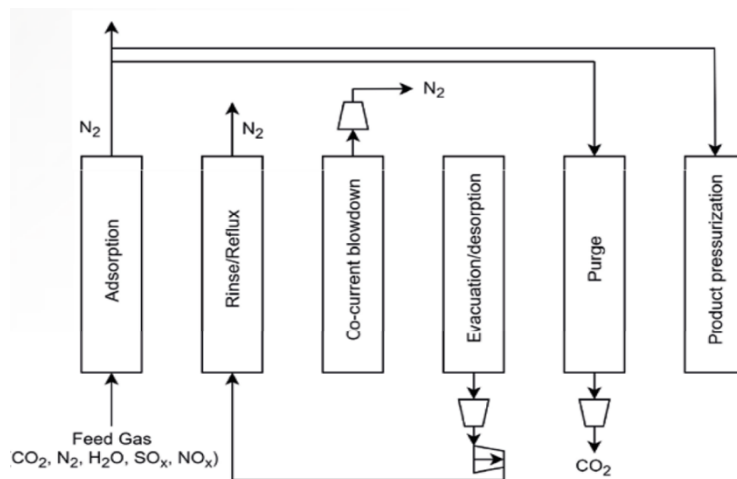 N₂
N₂
N₂
Adsorption
Rinse/Reflux
Co-current blowdown
Evacuation/desorption
Purge
Product pressurization
Feed Gas
(CO₂, N₂, H₂O, SOₓ, NOₓ)
CO₂